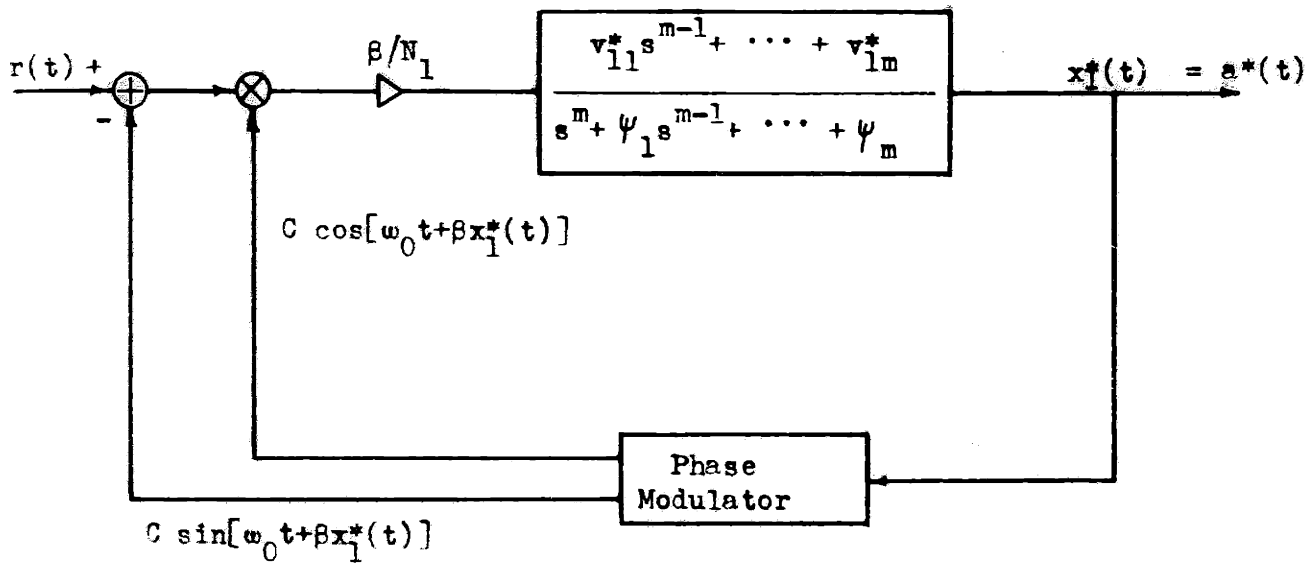 r(t) +
-
β/N₁
v*₁₁s^{m-1}+ ··· + v*₁ₘ
s^m+ ψ₁s^{m-1}+ ··· + ψₘ
x*₁(t) = a*(t)
C cos[ω₀t+βx*₁(t)]
Phase
Modulator
C sin[ω₀t+βx*₁(t)]